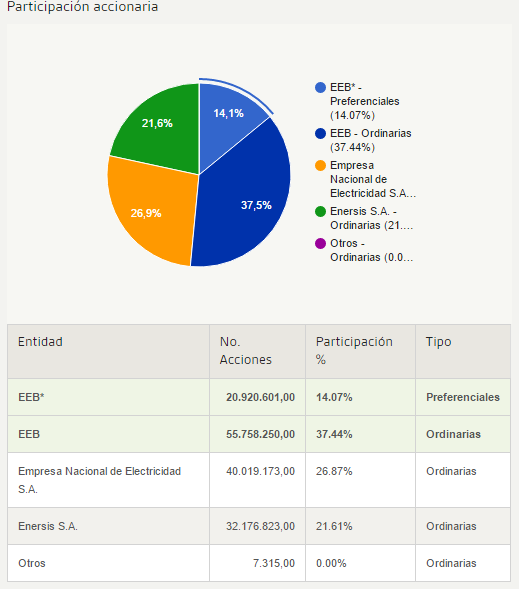 Participación accionaria
14,1%
21,6%
37,5%
26,9%
EEB* -
Preferenciales
(14.07%)
EEB - Ordinarias
(37.44%)
Empresa
Nacional de
Electricidad S.A...
Enersis S.A. -
Ordinarias (21....
Otros -
Ordinarias (0.0...
Entidad No. Acciones Participación % Tipo
EEB* 20.920.601,00 14.07% Preferenciales
EEB 55.758.250,00 37.44% Ordinarias
Empresa Nacional de Electricidad S.A. 40.019.173,00 26.87% Ordinarias
Enersis S.A. 32.176.823,00 21.61% Ordinarias
Otros 7.315,00 0.00% Ordinarias